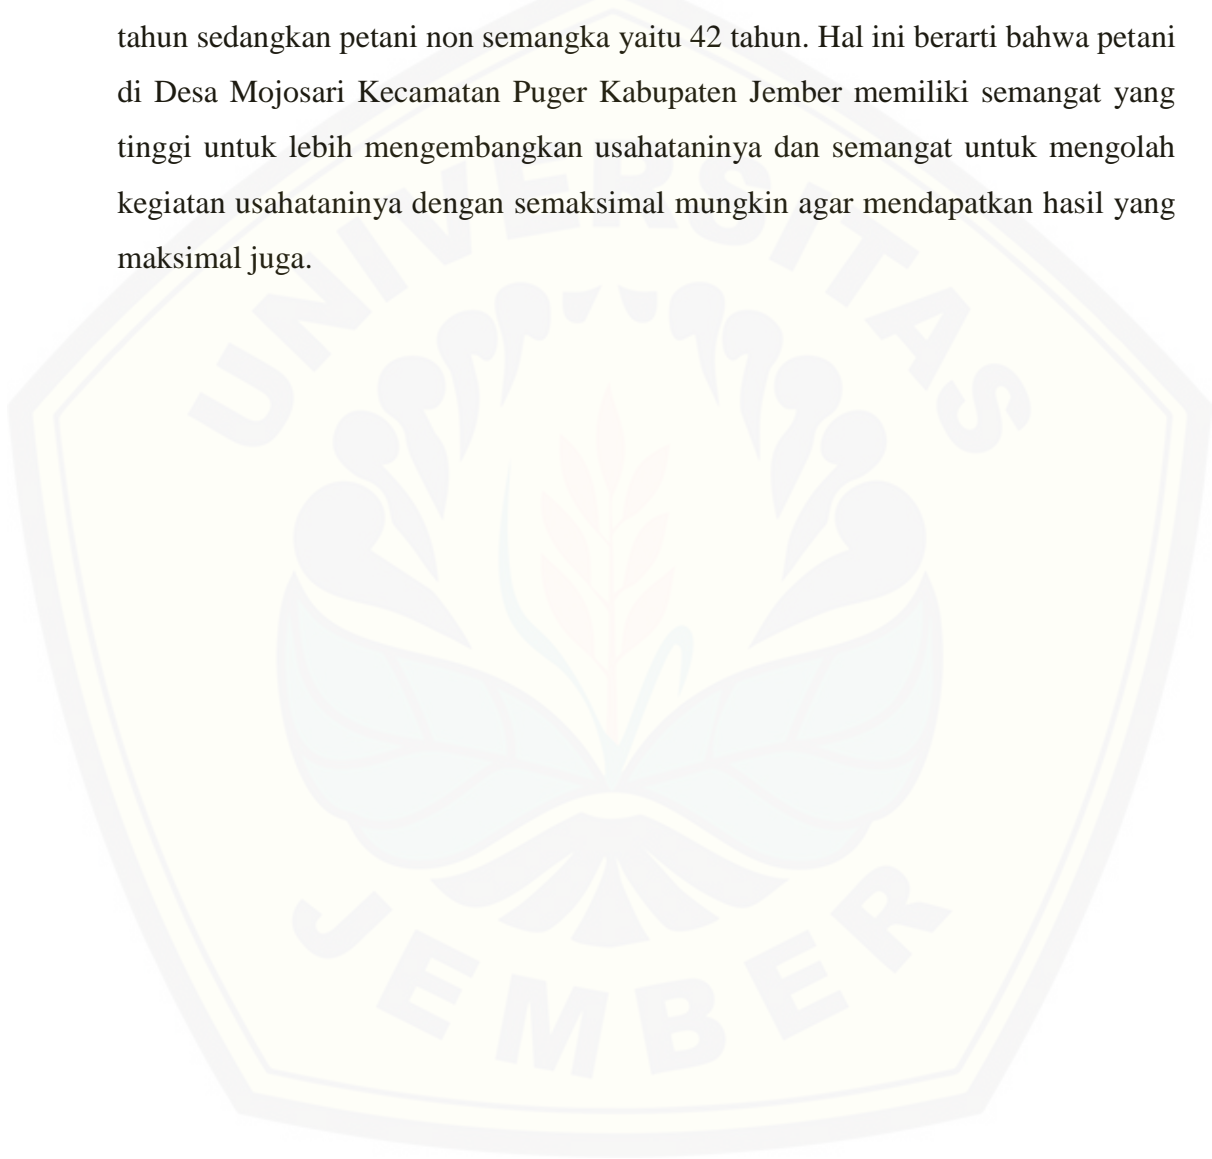 tahun sedangkan petani non semangka yaitu 42 tahun. Hal ini berarti bahwa petani
di Desa Mojosari Kecamatan Puger Kabupaten Jember memiliki semangat yang
tinggi untuk lebih mengembangkan usahataninya dan semangat untuk mengolah
kegiatan usahataninya dengan semaksimal mungkin agar mendapatkan hasil yang
maksimal juga.
UNIVERSITAS
JEMBER